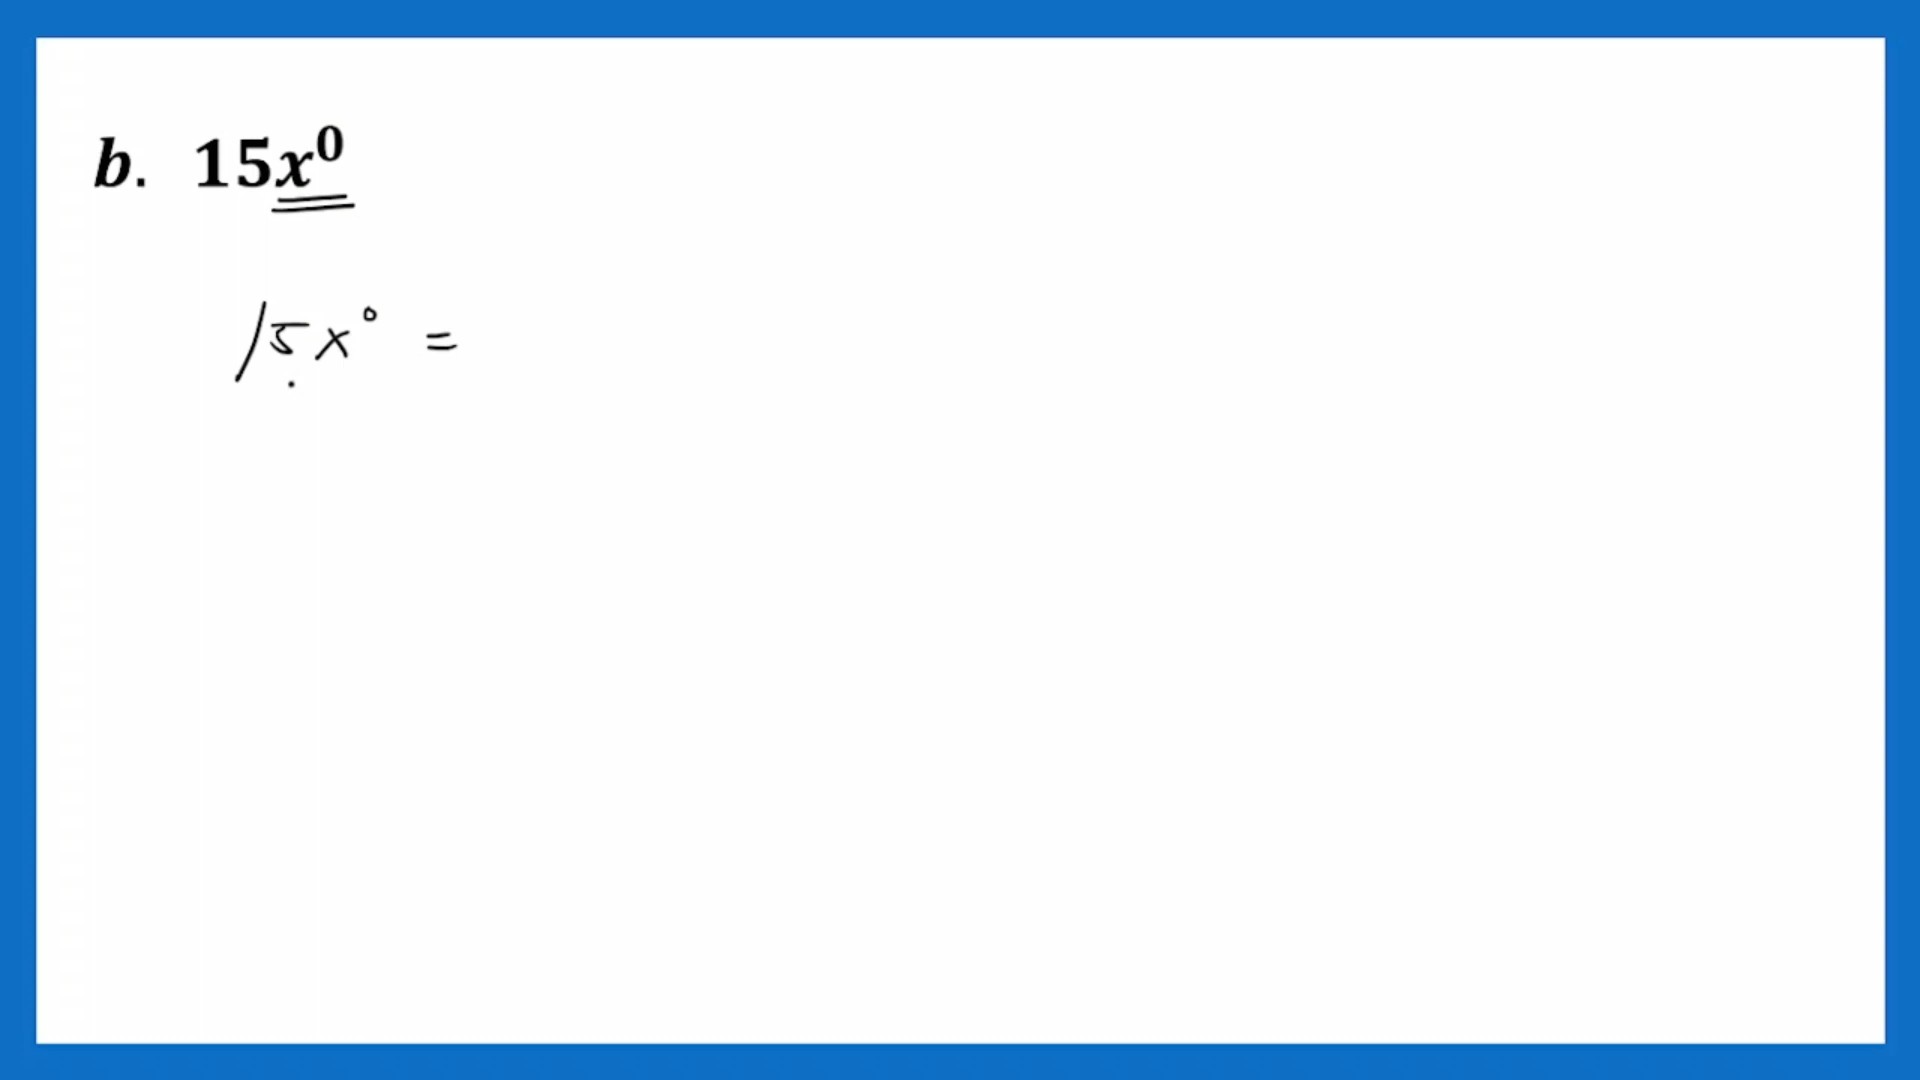 b. 15x⁰
15x⁰ =